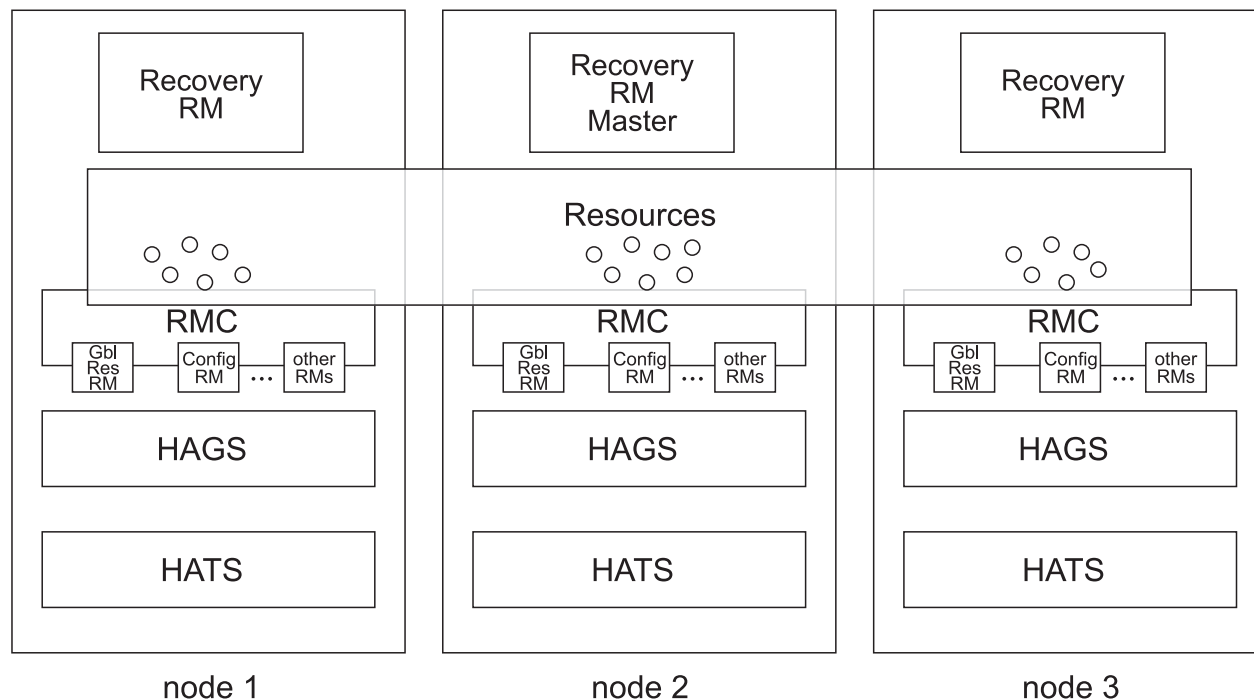 Recovery
RM
Recovery
RM
Master
Recovery
RM
Resources
RMC
Gbl
Res
RM
Config
RM
...
other
RMs
RMC
Gbl
Res
RM
Config
RM
...
other
RMs
RMC
Gbl
Res
RM
Config
RM
...
other
RMs
HAGS
HAGS
HAGS
HATS
HATS
HATS
node 1
node 2
node 3